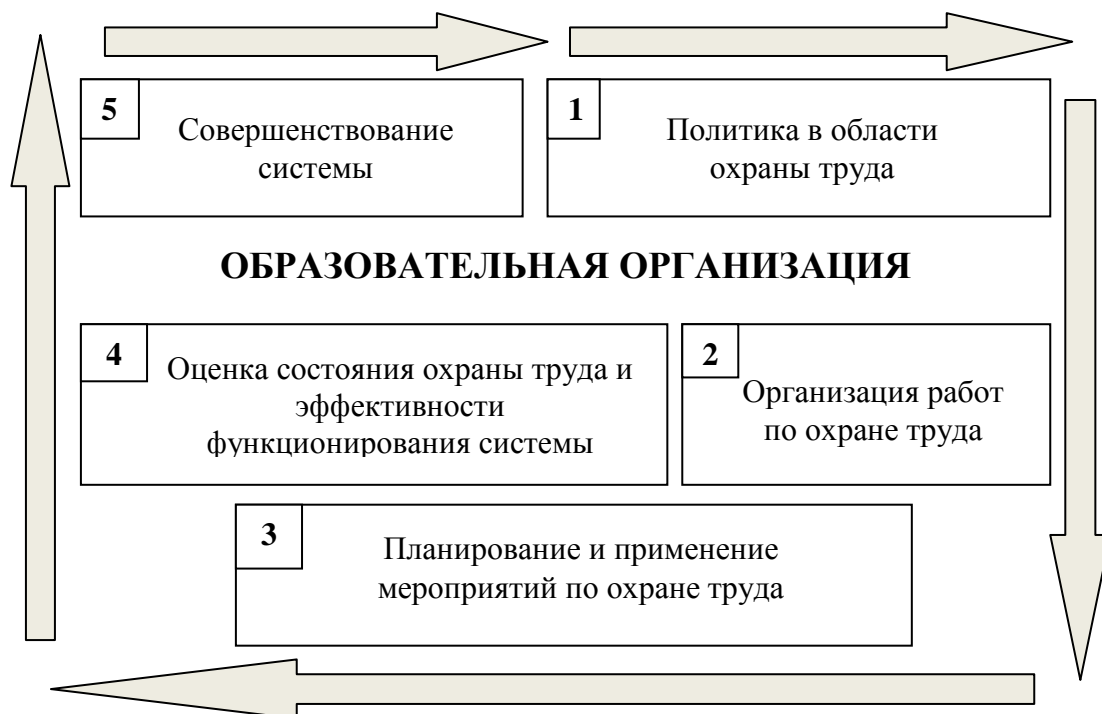 5
Совершенствование
системы
1
Политика в области
охраны труда
ОБРАЗОВАТЕЛЬНАЯ ОРГАНИЗАЦИЯ
4
Оценка состояния охраны труда и
эффективности
функционирования системы
2
Организация работ
по охране труда
3
Планирование и применение
мероприятий по охране труда